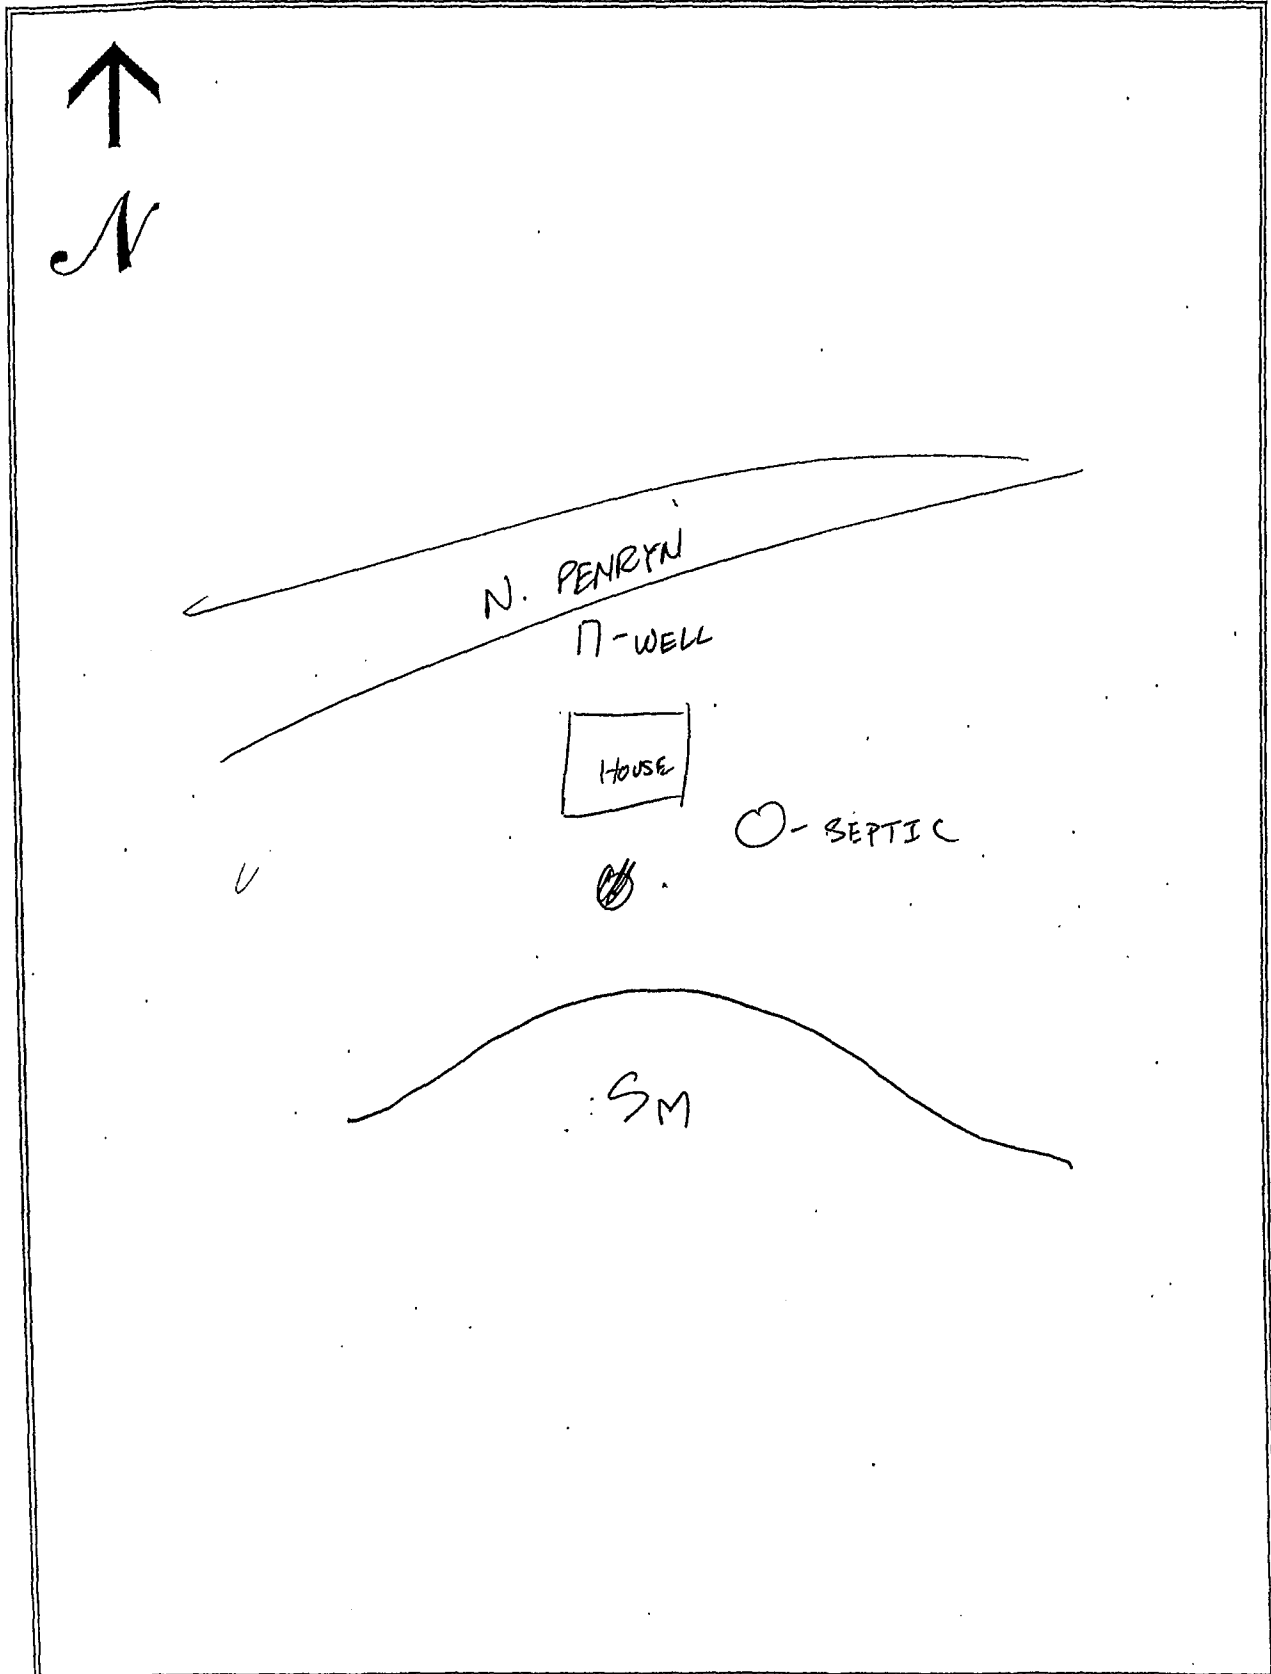 N
N. PENRYN
Π-WELL
HOUSE
O-SEPTIC
SM